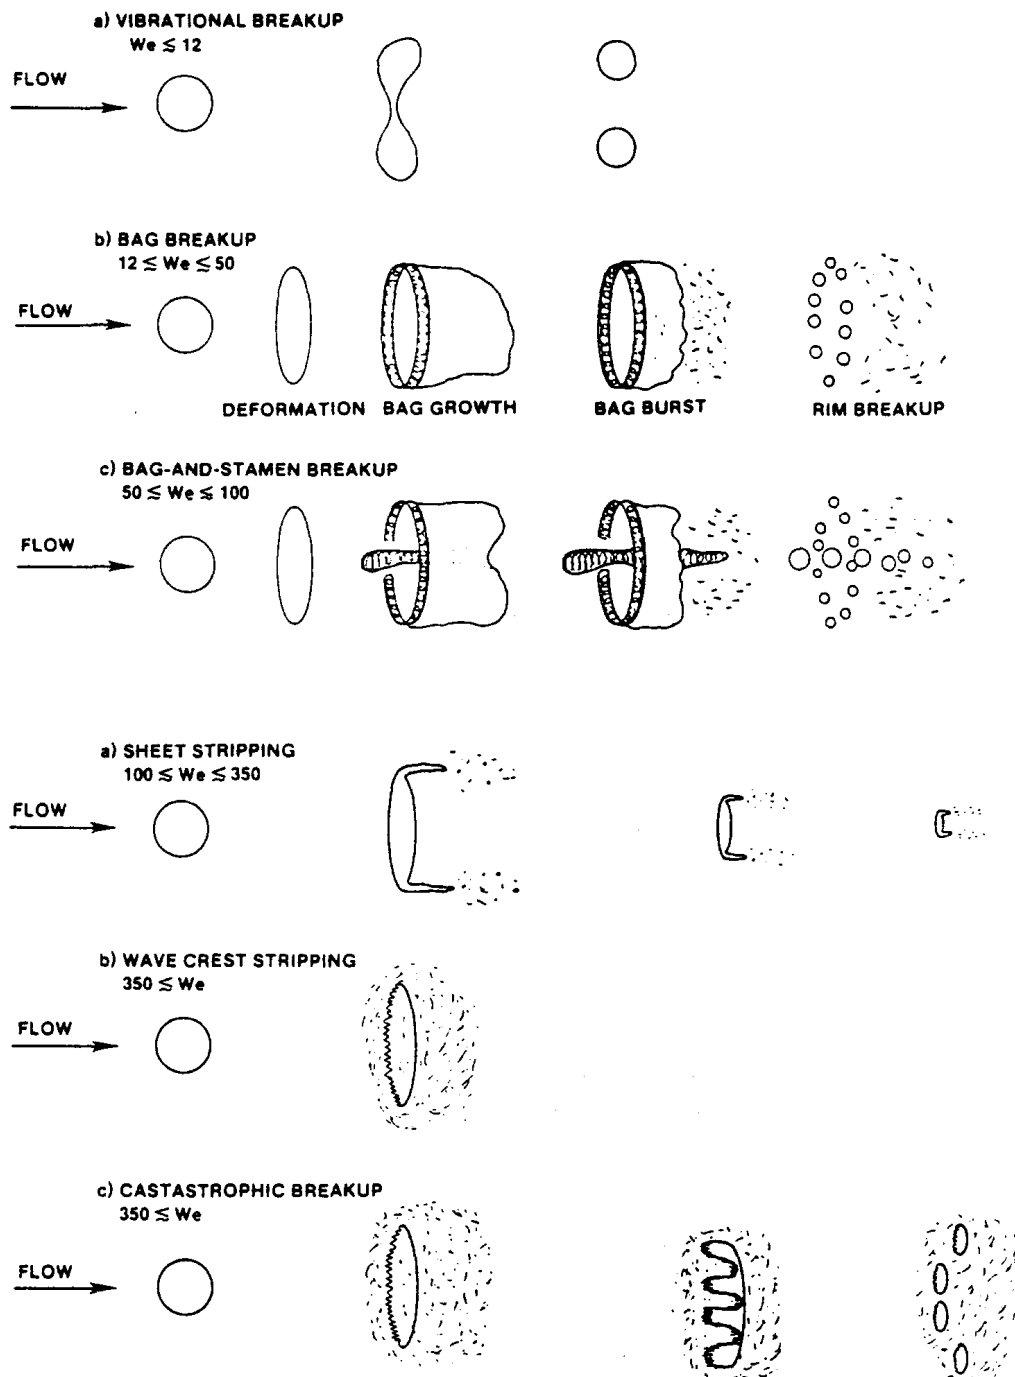 a) VIBRATIONAL BREAKUP
We ≲ 12
FLOW
b) BAG BREAKUP
12 ≲ We ≲ 50
FLOW
DEFORMATION BAG GROWTH BAG BURST RIM BREAKUP
c) BAG-AND-STAMEN BREAKUP
50 ≲ We ≲ 100
FLOW
a) SHEET STRIPPING
100 ≲ We ≲ 350
FLOW
b) WAVE CREST STRIPPING
350 ≲ We
FLOW
c) CASTASTROPHIC BREAKUP
350 ≲ We
FLOW